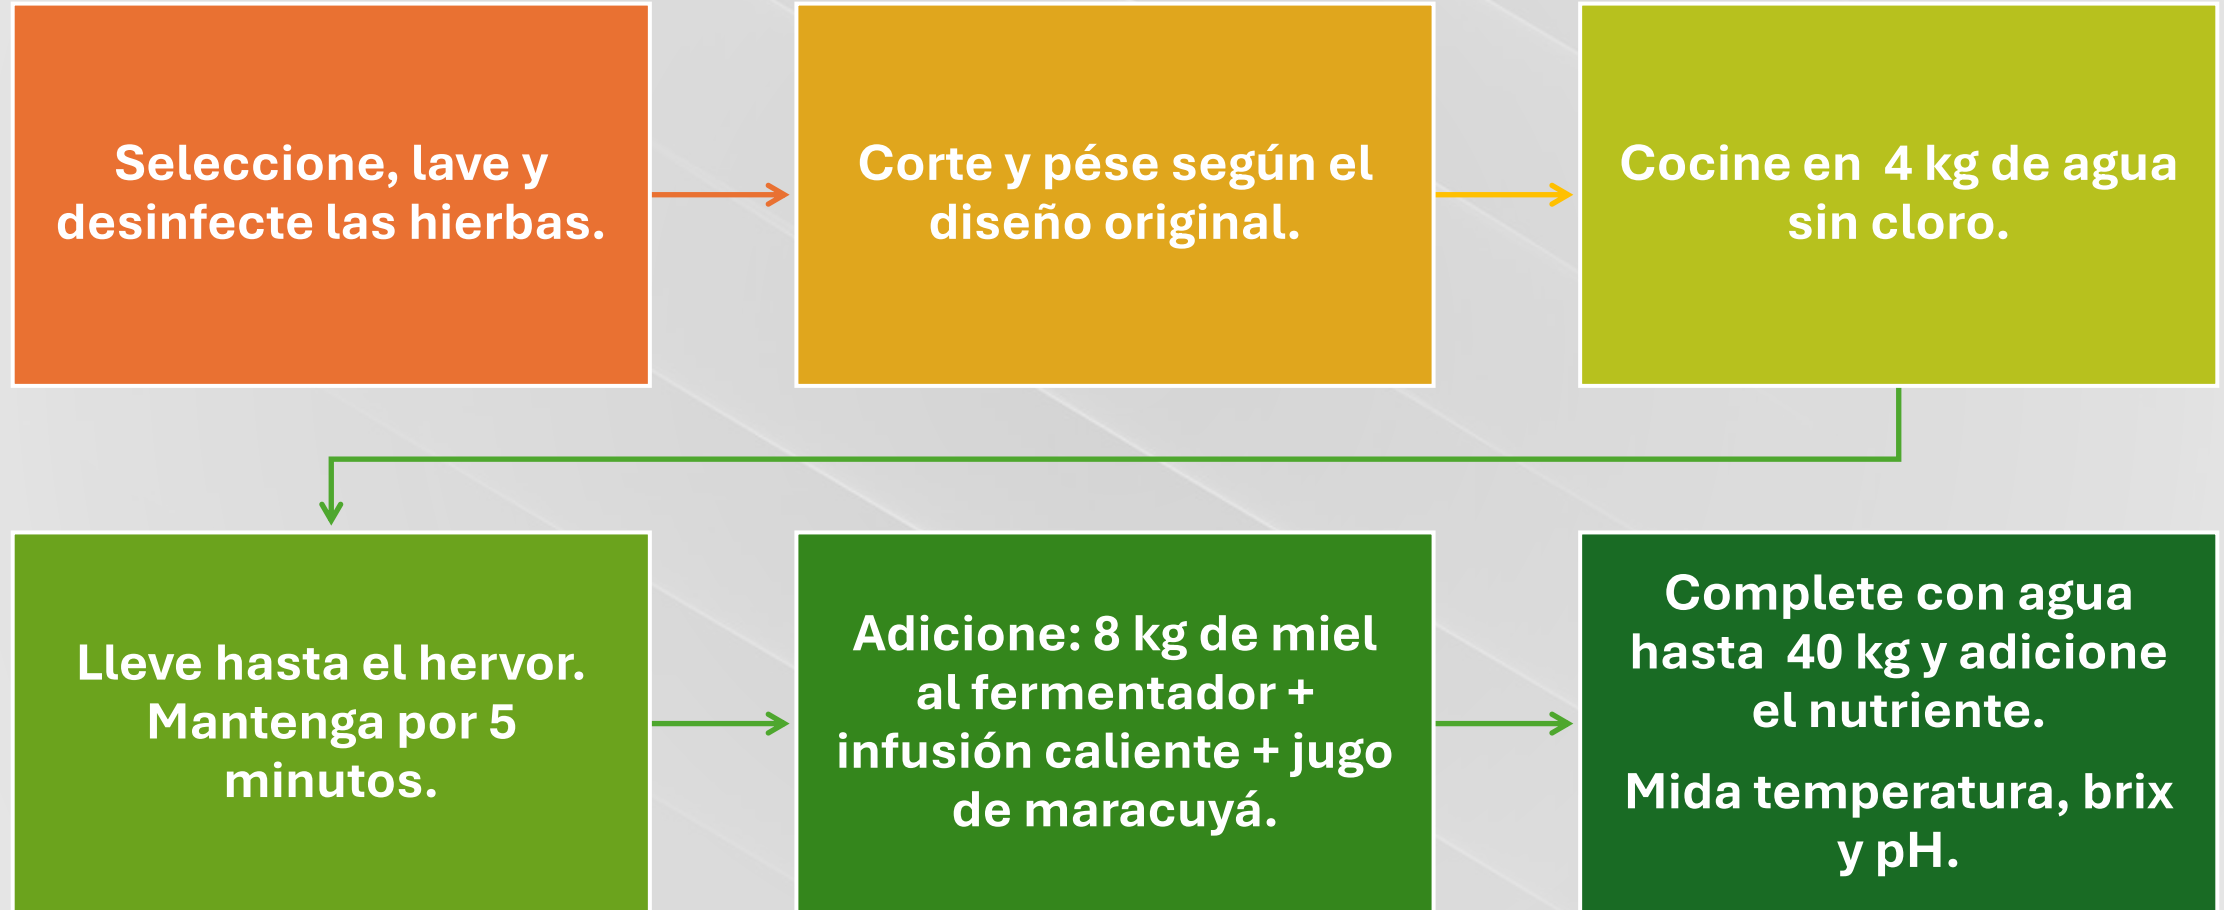 Seleccione, lave y
desinfecte las hierbas.
Corte y pése según el
diseño original.
Cocine en  4 kg de agua
sin cloro.
Lleve hasta el hervor.
Mantenga por 5
minutos.
Adicione: 8 kg de miel
al fermentador +
infusión caliente + jugo
de maracuyá.
Complete con agua
hasta  40 kg y adicione
el nutriente.
Mida temperatura, brix
y pH.